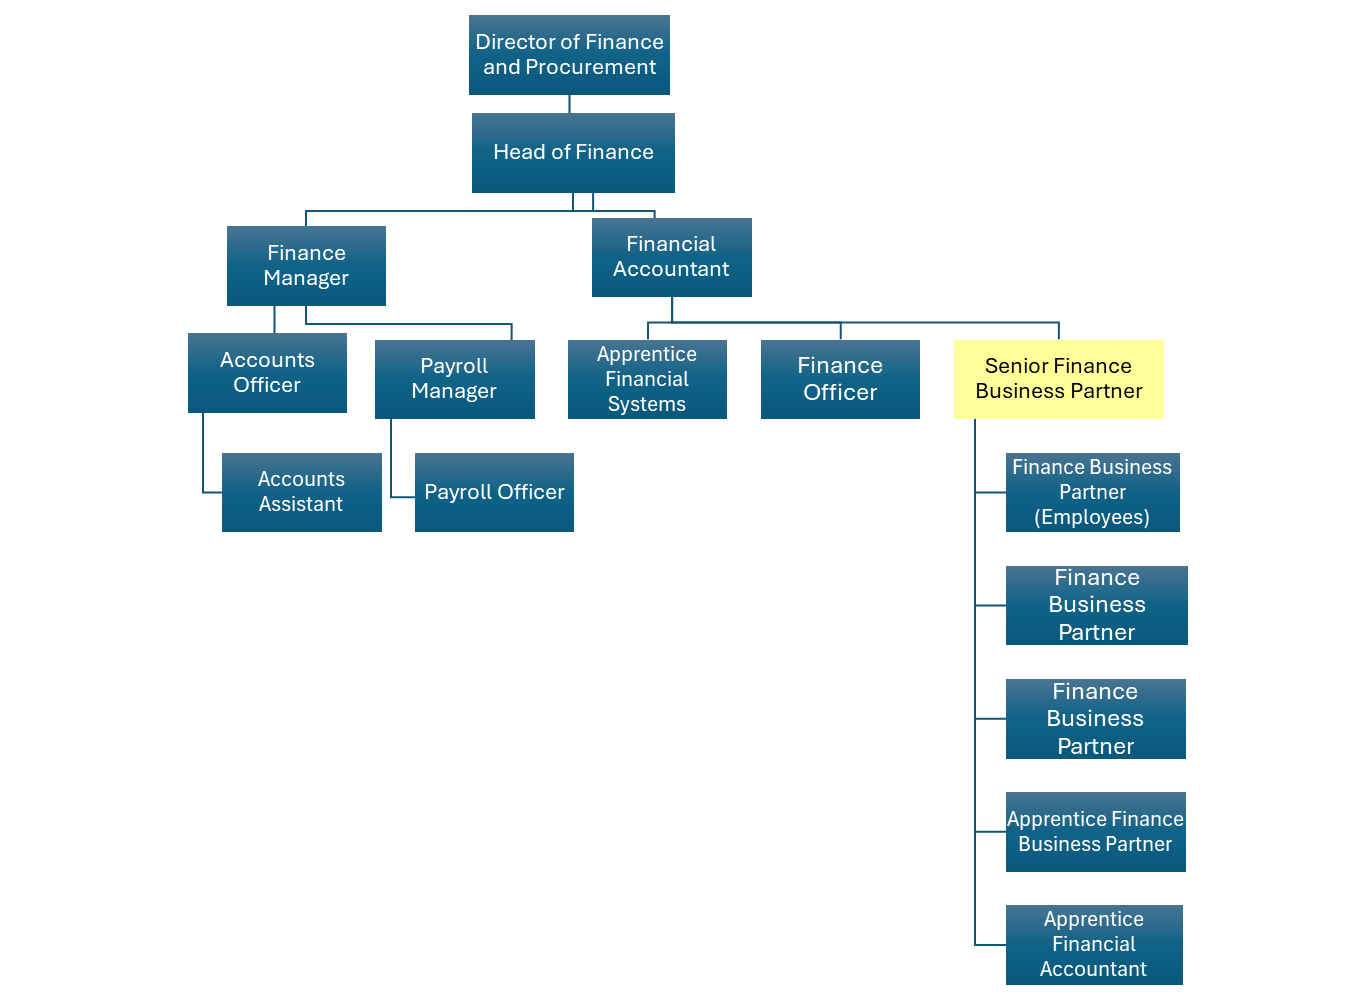 Director of Finance
and Procurement
Head of Finance
Finance
Manager
Financial
Accountant
Accounts
Officer
Payroll
Manager
Apprentice
Financial
Systems
Finance
Officer
Senior Finance
Business Partner
Accounts
Assistant
Payroll Officer
Finance Business
Partner
(Employees)
Finance
Business
Partner
Finance
Business
Partner
Apprentice Finance
Business Partner
Apprentice
Financial
Accountant